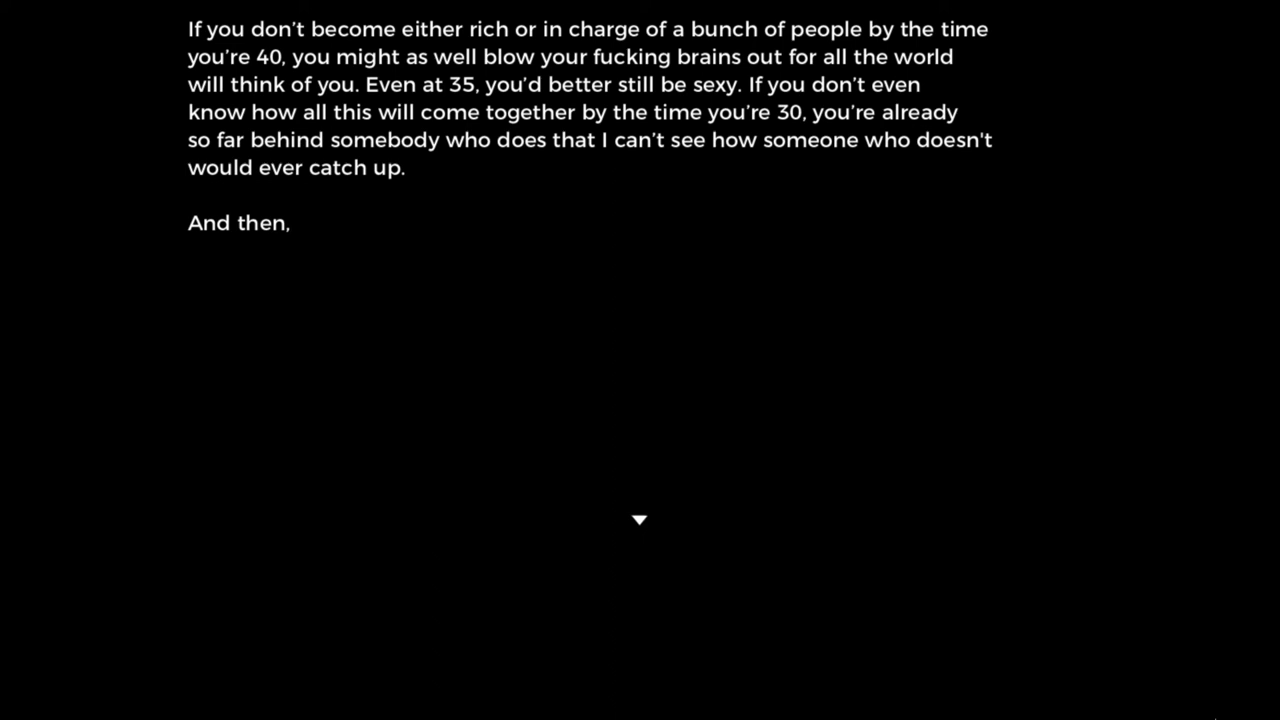 If you don’t become either rich or in charge of a bunch of people by the time
you’re 40, you might as well blow your fucking brains out for all the world
will think of you. Even at 35, you’d better still be sexy. If you don’t even
know how all this will come together by the time you’re 30, you’re already
so far behind somebody who does that I can’t see how someone who doesn't
would ever catch up.
And then,